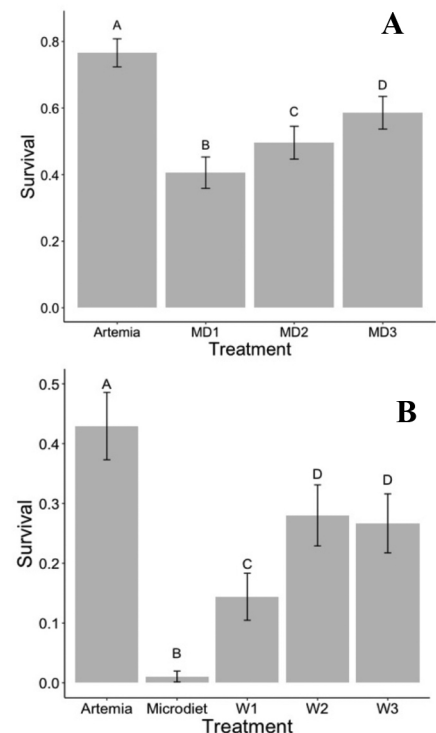 A
0.8
0.6
0.4
0.2
0.0
Survival
A
B
C
D
Artemia MD1 MD2 MD3
Treatment
B
0.5
0.4
0.3
0.2
0.1
0.0
Survival
A
B
C
D
D
Artemia Microdiet W1 W2 W3
Treatment